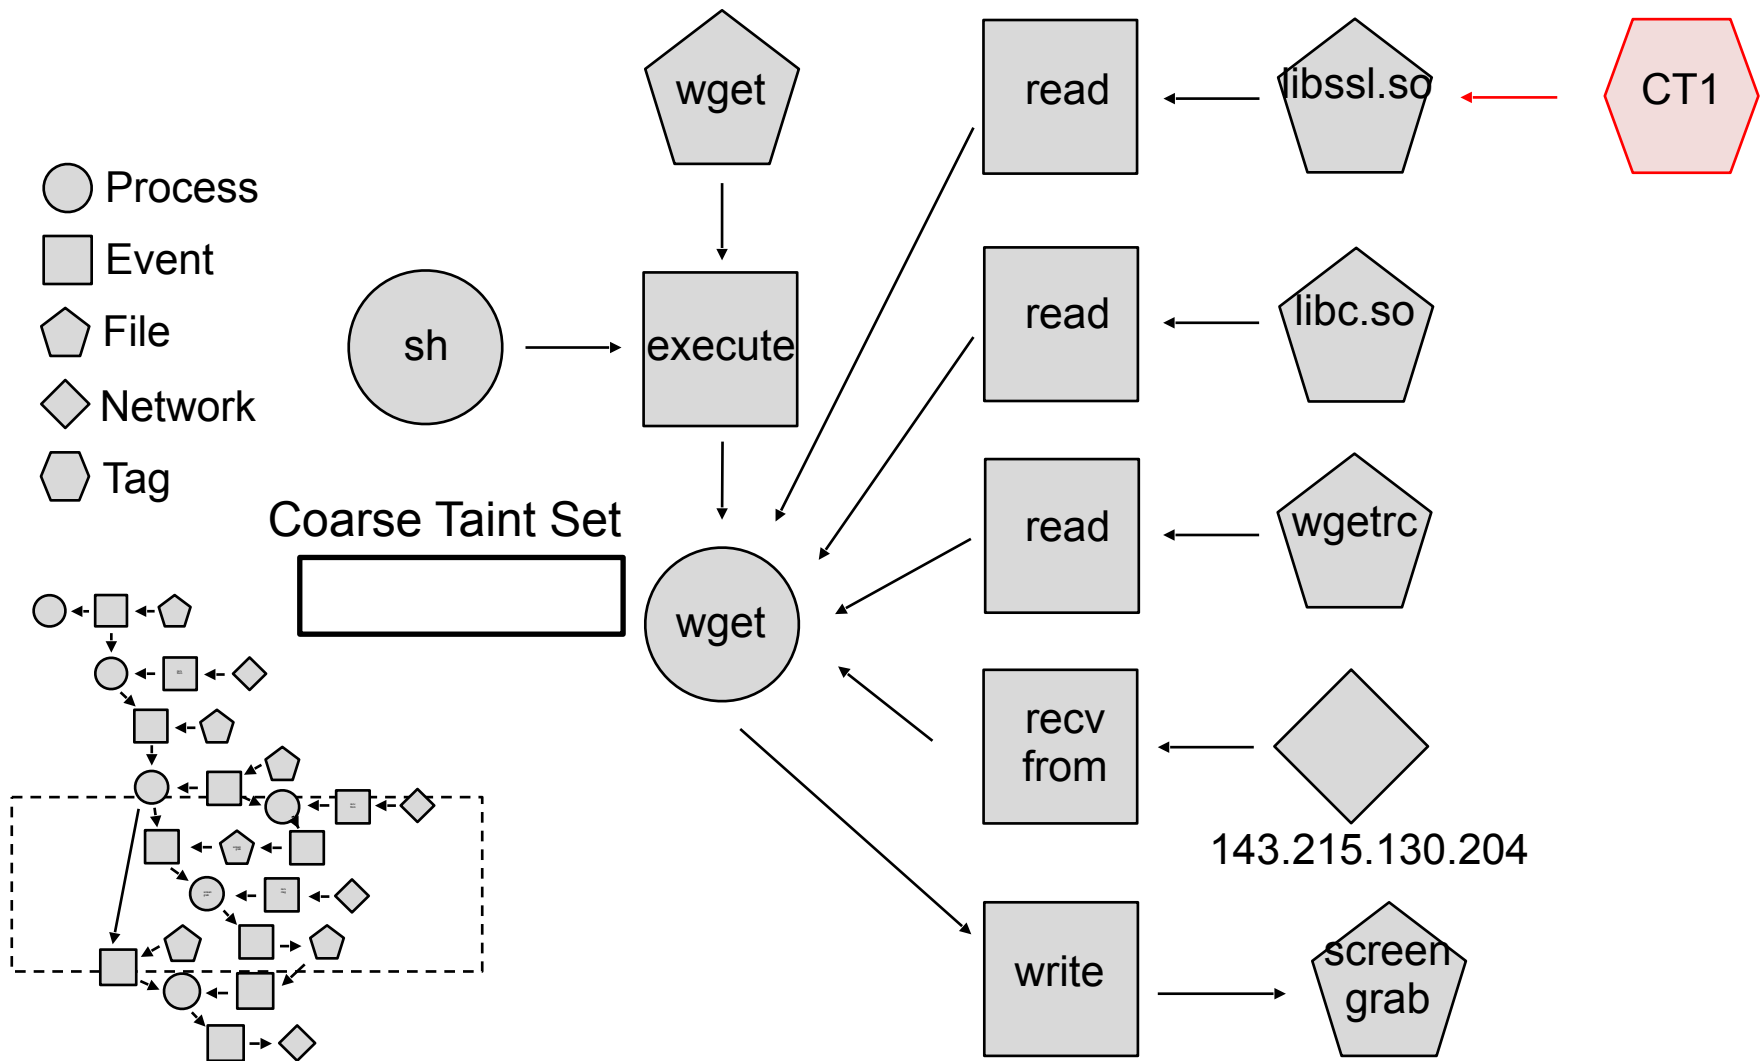 wget
read
libssl.so
CT1
Process
Event
File
Network
Tag
sh
execute
read
libc.so
Coarse Taint Set
wget
read
wgetrc
recv
from
143.215.130.204
write
screen
grab